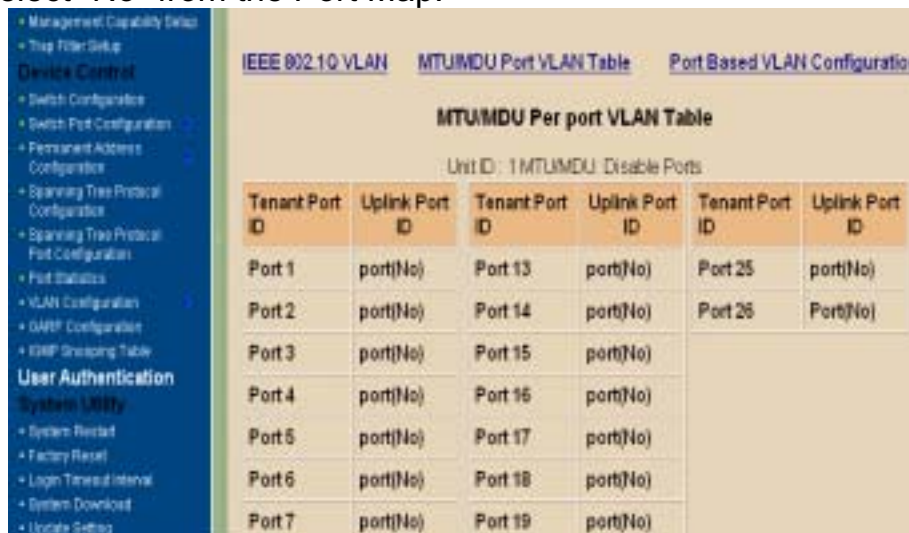 elect "No" from the Port Map.
• Management Capability Setup
• Trap Filter Setup
Device Control
• Switch Configuration
• Switch Port Configuration
• Permanent Address
Configuration
• Spanning Tree Protocol
Configuration
• Spanning Tree Protocol
Port Configuration
• Port Statistics
• VLAN Configuration
• GARP Configuration
• IGMP Snooping Table
User Authentication
System Utility
• System Restart
• Factory Reset
• Login Timeout Interval
• System Download
• Update Setting
IEEE 802.1Q VLAN MTU/MDU Port VLAN Table Port Based VLAN Configuratio
MTU/MDU Per port VLAN Table
Unit ID : 1 MTU/MDU: Disable Ports
Tenant Port ID Uplink Port ID Tenant Port ID Uplink Port ID Tenant Port ID Uplink Port ID
Port 1 port(No) Port 13 port(No) Port 25 port(No)
Port 2 port(No) Port 14 port(No) Port 26 Port(No)
Port 3 port(No) Port 15 port(No)
Port 4 port(No) Port 16 port(No)
Port 5 port(No) Port 17 port(No)
Port 6 port(No) Port 18 port(No)
Port 7 port(No) Port 19 port(No)